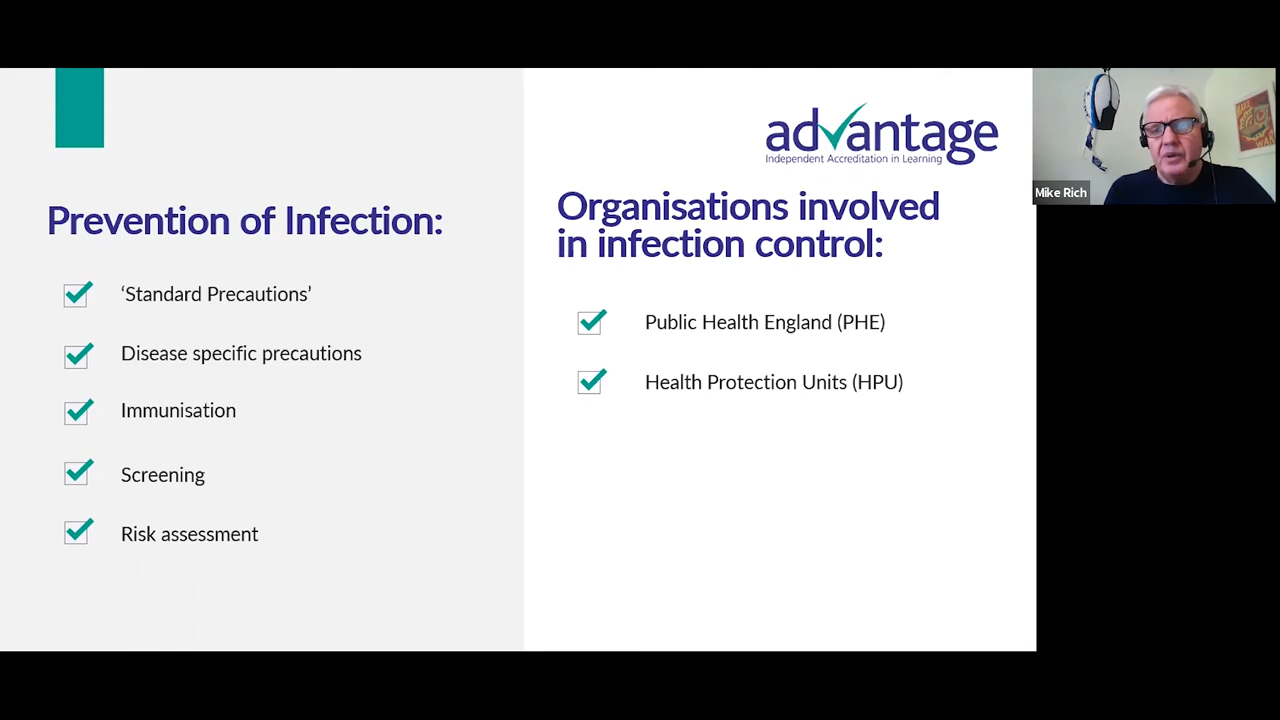 advantage
Independent Accreditation in Learning
Mike Rich
Prevention of Infection:
‘Standard Precautions’
Disease specific precautions
Immunisation
Screening
Risk assessment
Organisations involved
in infection control:
Public Health England (PHE)
Health Protection Units (HPU)